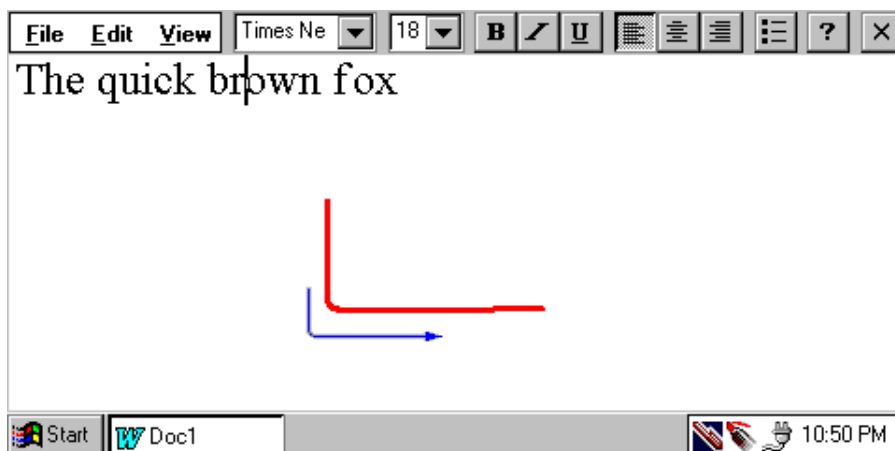 File Edit View Times Ne 18 B I U ?
The quick brown fox
Start Doc1 10:50 PM